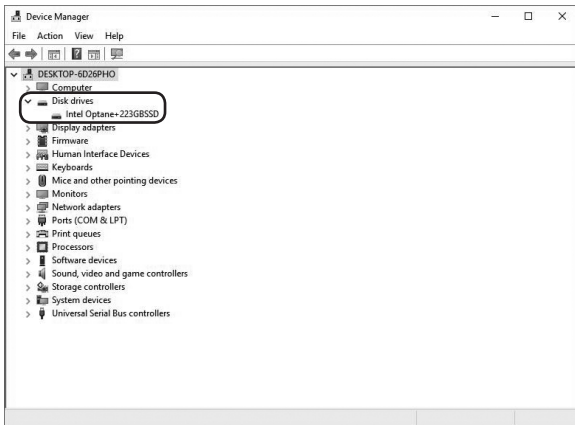 Device Manager
File Action View Help
DESKTOP-6D26PHO
Computer
Disk drives
Intel Optane+223GBSSD
Display adapters
Firmware
Human Interface Devices
Keyboards
Mice and other pointing devices
Monitors
Network adapters
Ports (COM & LPT)
Print queues
Processors
Software devices
Sound, video and game controllers
Storage controllers
System devices
Universal Serial Bus controllers